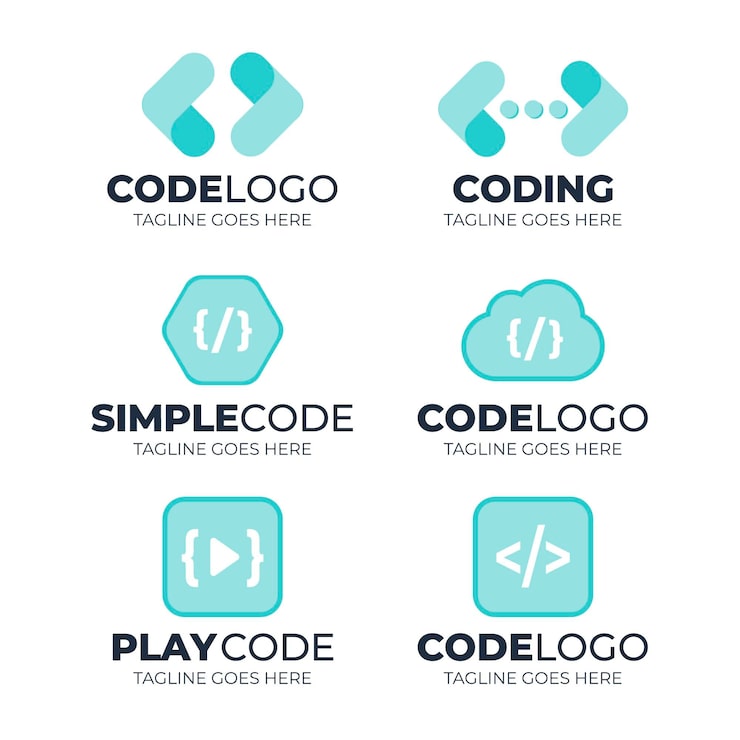 CODELOGO
TAGLINE GOES HERE
CODING
TAGLINE GOES HERE
{/}
SIMPLECODE
TAGLINE GOES HERE
{/}
CODELOGO
TAGLINE GOES HERE
{ }
PLAYCODE
TAGLINE GOES HERE
</>
CODELOGO
TAGLINE GOES HERE